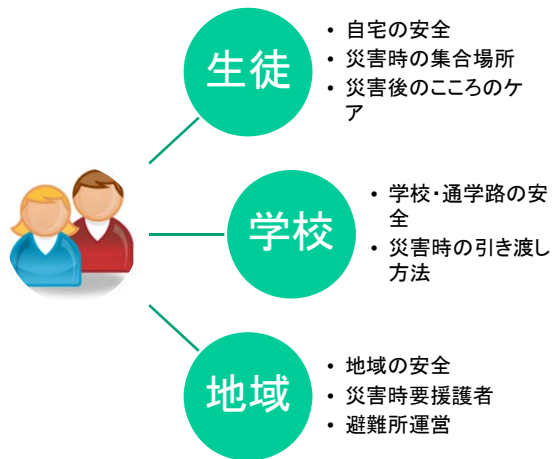 生徒
• 自宅の安全
• 災害時の集合場所
• 災害後のこころのケ
ア
学校
• 学校・通学路の安
全
• 災害時の引き渡し
方法
地域
• 地域の安全
• 災害時要援護者
• 避難所運営